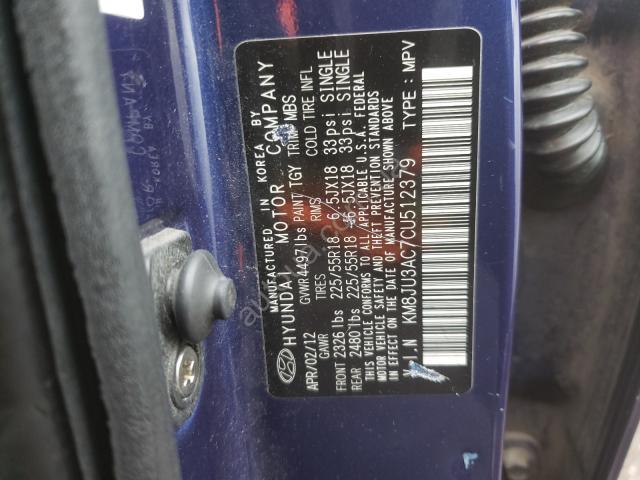 MANUFACTURED IN KOREA BY
HYUNDAI MOTOR COMPANY
APR/02/12 GVWR 4497lbs PAINT TGY TRIM MBS
GAWR TIRES RIMS COLD TIRE INFL
FRONT 2326 lbs 225/55R18 6.5JX18 33psi SINGLE
REAR 2480 lbs 225/55R18 6.5JX18 33psi SINGLE
THIS VEHICLE CONFORMS TO ALL APPLICABLE U.S.A. FEDERAL
MOTOR VEHICLE SAFETY AND THEFT PREVENTION STANDARDS
IN EFFECT ON THE DATE OF MANUFACTURE SHOWN ABOVE
V.I.N KM8JU3AC7CU512379 TYPE : MPV